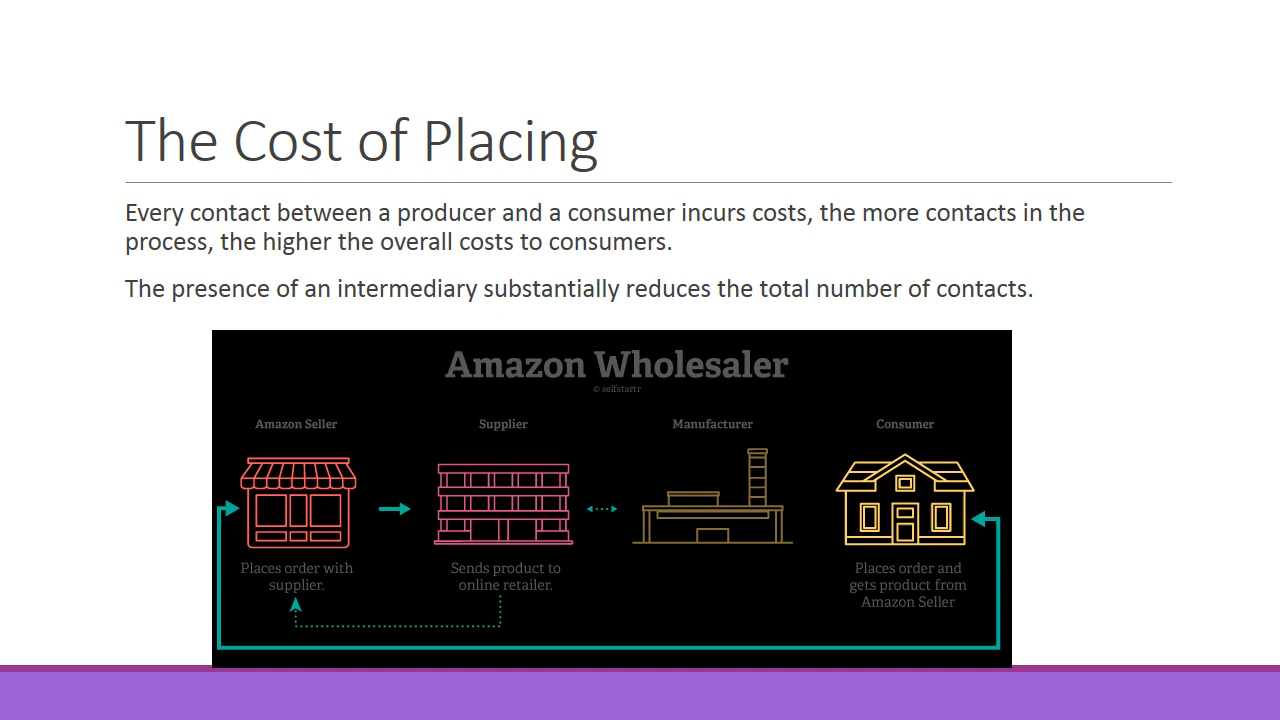 The Cost of Placing
Every contact between a producer and a consumer incurs costs, the more contacts in the
process, the higher the overall costs to consumers.
The presence of an intermediary substantially reduces the total number of contacts.
Amazon Wholesaler
© selfstartr
Amazon Seller
Supplier
Manufacturer
Consumer
Places order with
supplier.
Sends product to
online retailer.
Places order and
gets product from
Amazon Seller